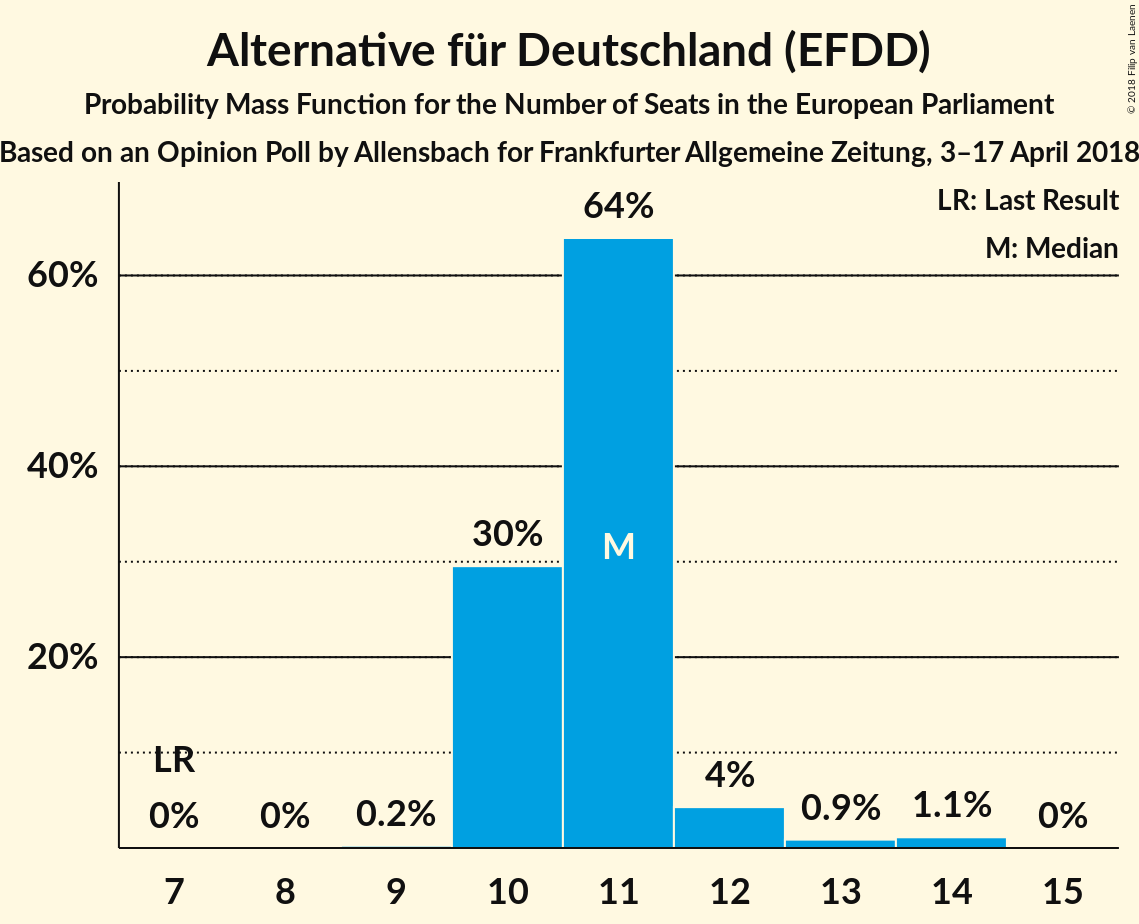 Alternative für Deutschland (EFDD)
Probability Mass Function for the Number of Seats in the European Parliament
Based on an Opinion Poll by Allensbach for Frankfurter Allgemeine Zeitung, 3–17 April 2018
© 2018 Filip van Laenen
LR: Last Result
M: Median
64%
60%
40%
30%
M
20%
LR
0%
0%
0.2%
4%
0.9%
1.1%
0%
7 8 9 10 11 12 13 14 15